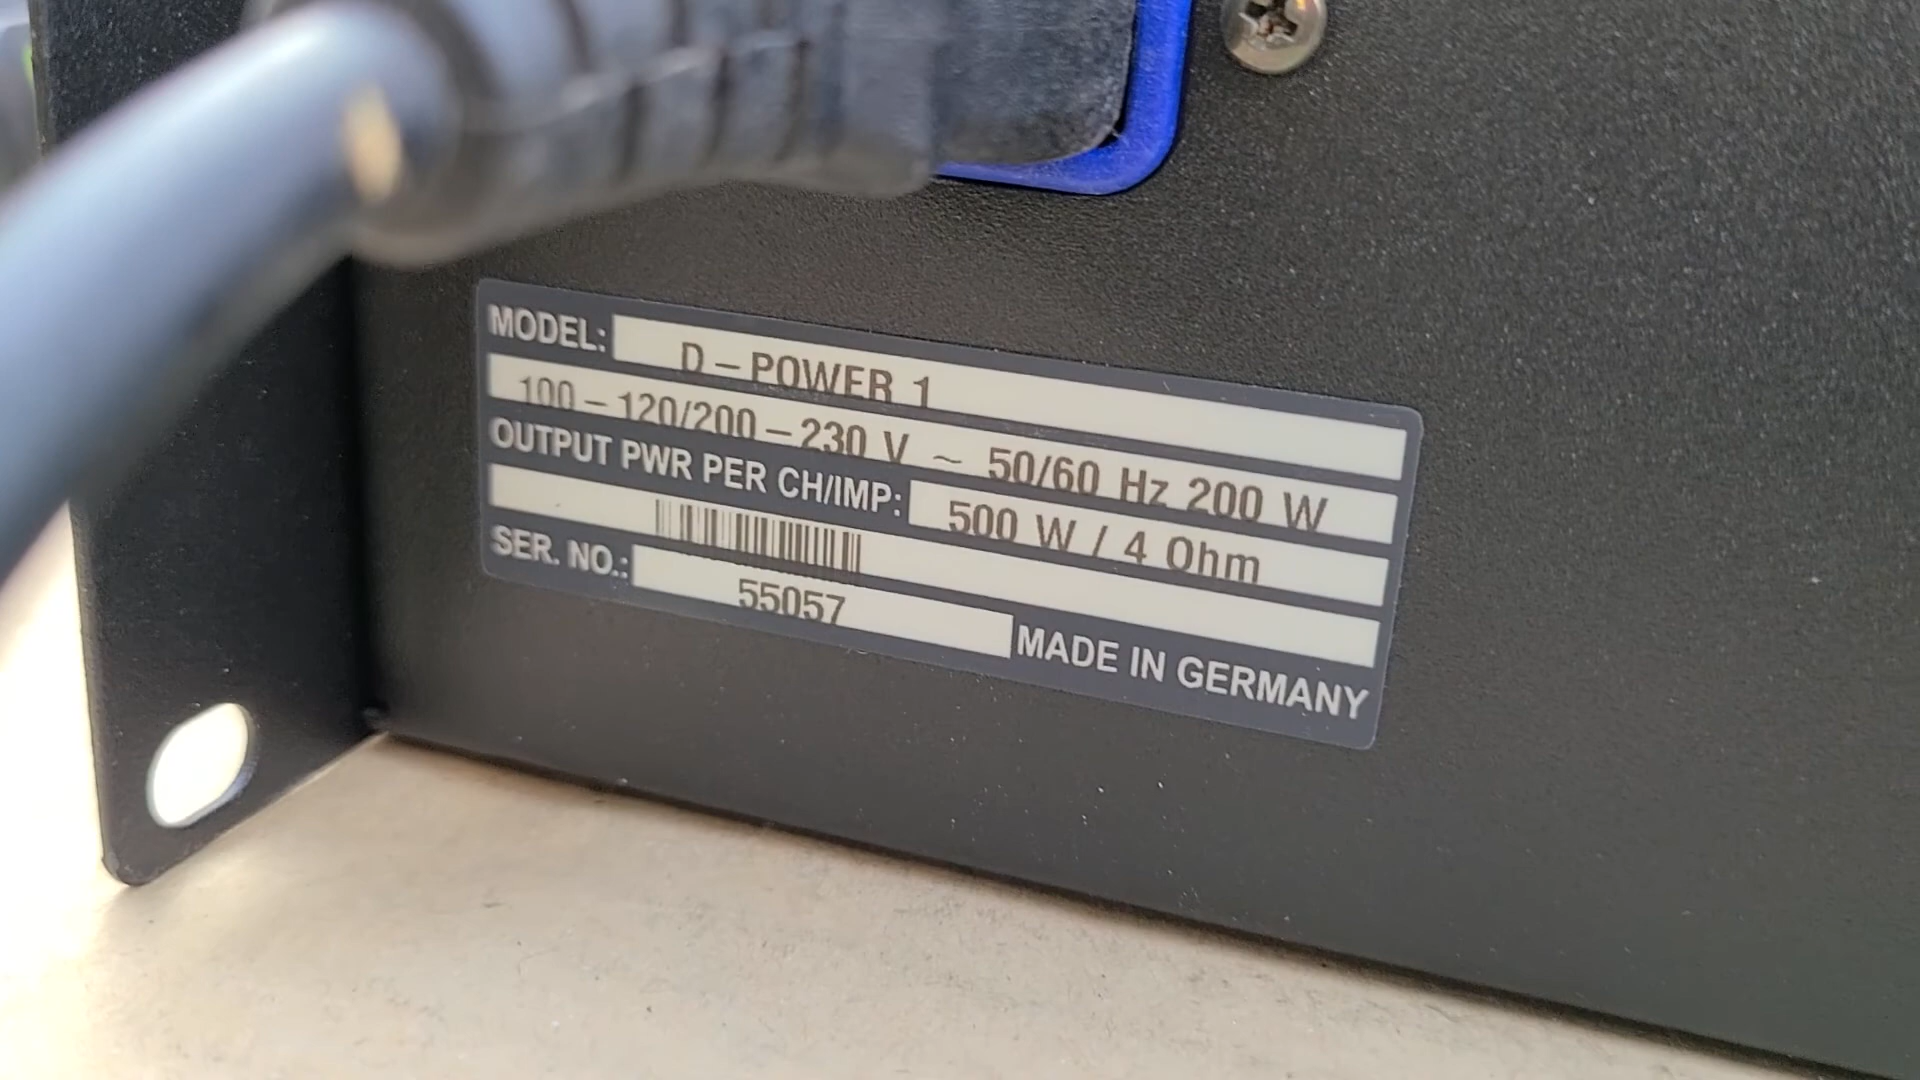 MODEL: D – POWER 1
100 – 120/200 – 230 V ~ 50/60 Hz 200 W
OUTPUT PWR PER CH/IMP: 500 W / 4 Ohm
SER. NO.: 55057 MADE IN GERMANY